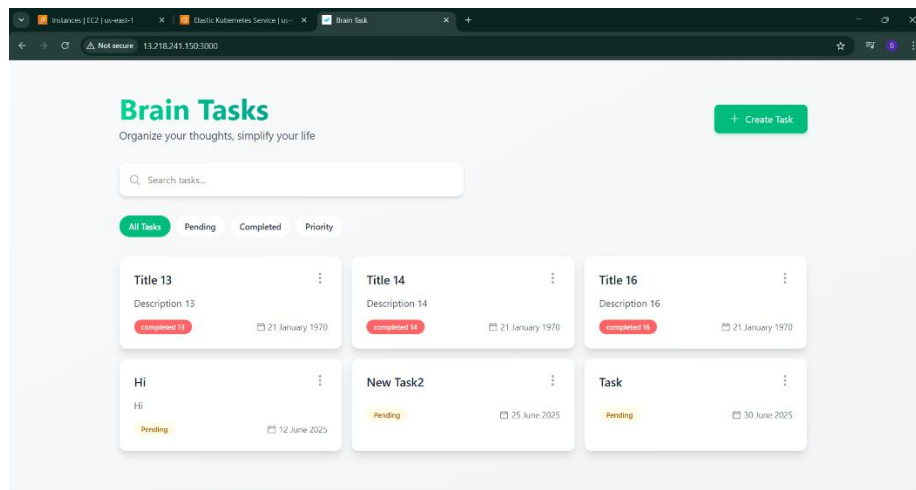 Instances | EC2 | us-east-1
Elastic Kubernetes Service | us-
Brain Task
Not secure 13.218.241.150:3000
S
Brain Tasks
Organize your thoughts, simplify your life
+ Create Task
Search tasks...
All Tasks Pending Completed Priority
Title 13
Description 13
completed 13 21 January 1970
Title 14
Description 14
completed 14 21 January 1970
Title 16
Description 16
completed 16 21 January 1970
Hi
Hi
Pending 12 June 2025
New Task2
Pending 25 June 2025
Task
Pending 30 June 2025